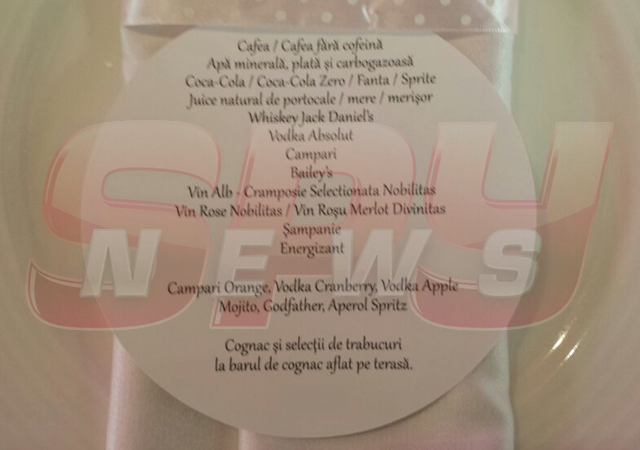 Cafea / Cafea fără cofeină
Apă minerală, plată și carbogazoasă
Coca-Cola / Coca-Cola Zero / Fanta / Sprite
Juice natural de portocale / mere / merișor
Whiskey Jack Daniel's
Vodka Absolut
Campari
Bailey's
Vin Alb - Cramposie Selectionata Nobilitas
Vin Rose Nobilitas / Vin Roșu Merlot Divinitas
Șampanie
Energizant
Campari Orange, Vodka Cranberry, Vodka Apple
Mojito, Godfather, Aperol Spritz
Cognac și selecții de trabucuri
la barul de cognac aflat pe terasă.
SPY
NEWS